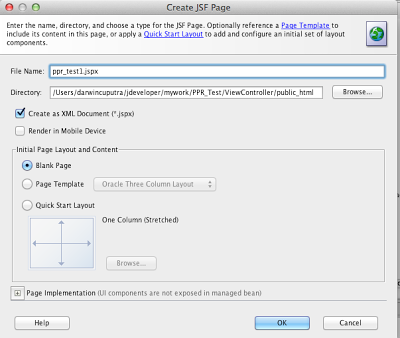 Create JSF Page
Enter the name, directory, and choose a type for the JSF Page. Optionally reference a Page Template to
include its content in this page, or apply a Quick Start Layout to add and configure an initial set of layout
components.
File Name: ppr_test1.jspx
Directory: /Users/darwincuputra/jdeveloper/mywork/PPR_Test/ViewController/public_html Browse...
Create as XML Document (*.jspx)
Render in Mobile Device
Initial Page Layout and Content
Blank Page
Page Template Oracle Three Column Layout
Quick Start Layout
One Column (Stretched)
Browse...
Page Implementation (UI components are not exposed in managed bean)
Help OK Cancel